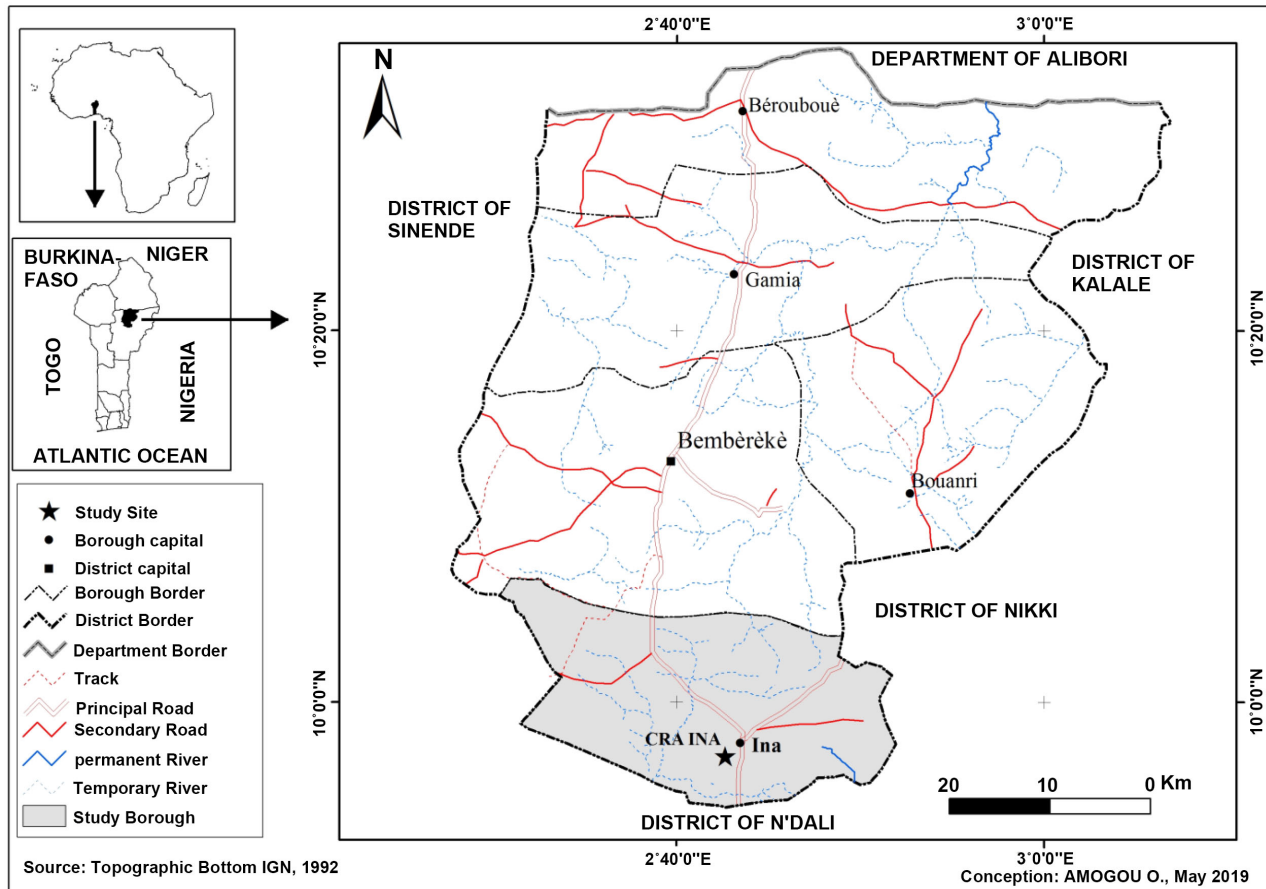 2°40'0"E
3°0'0"E
N
DEPARTMENT OF ALIBORI
Bérouboùè
DISTRICT OF
SINENDE
DISTRICT OF
KALALE
Gamia
10°20'0"N
10°20'0"N
BURKINA-
FASO
NIGER
TOGO
NIGERIA
ATLANTIC OCEAN
Bembèrèkè
Bouanri
Study Site
Borough capital
District capital
Borough Border
District Border
Department Border
Track
Principal Road
Secondary Road
permanent River
Temporary River
Study Borough
DISTRICT OF NIKKI
10°0'0"N
10°0'0"N
CRA INA
Ina
20
10
0 Km
DISTRICT OF N'DALI
2°40'0"E
3°0'0"E
Source: Topographic Bottom IGN, 1992
Conception: AMOGOU O., May 2019